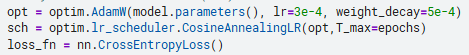 opt = optim.AdamW(model.parameters(), lr=3e-4, weight_decay=5e-4)
sch = optim.lr_scheduler.CosineAnnealingLR(opt,T_max=epochs)
loss_fn = nn.CrossEntropyLoss()